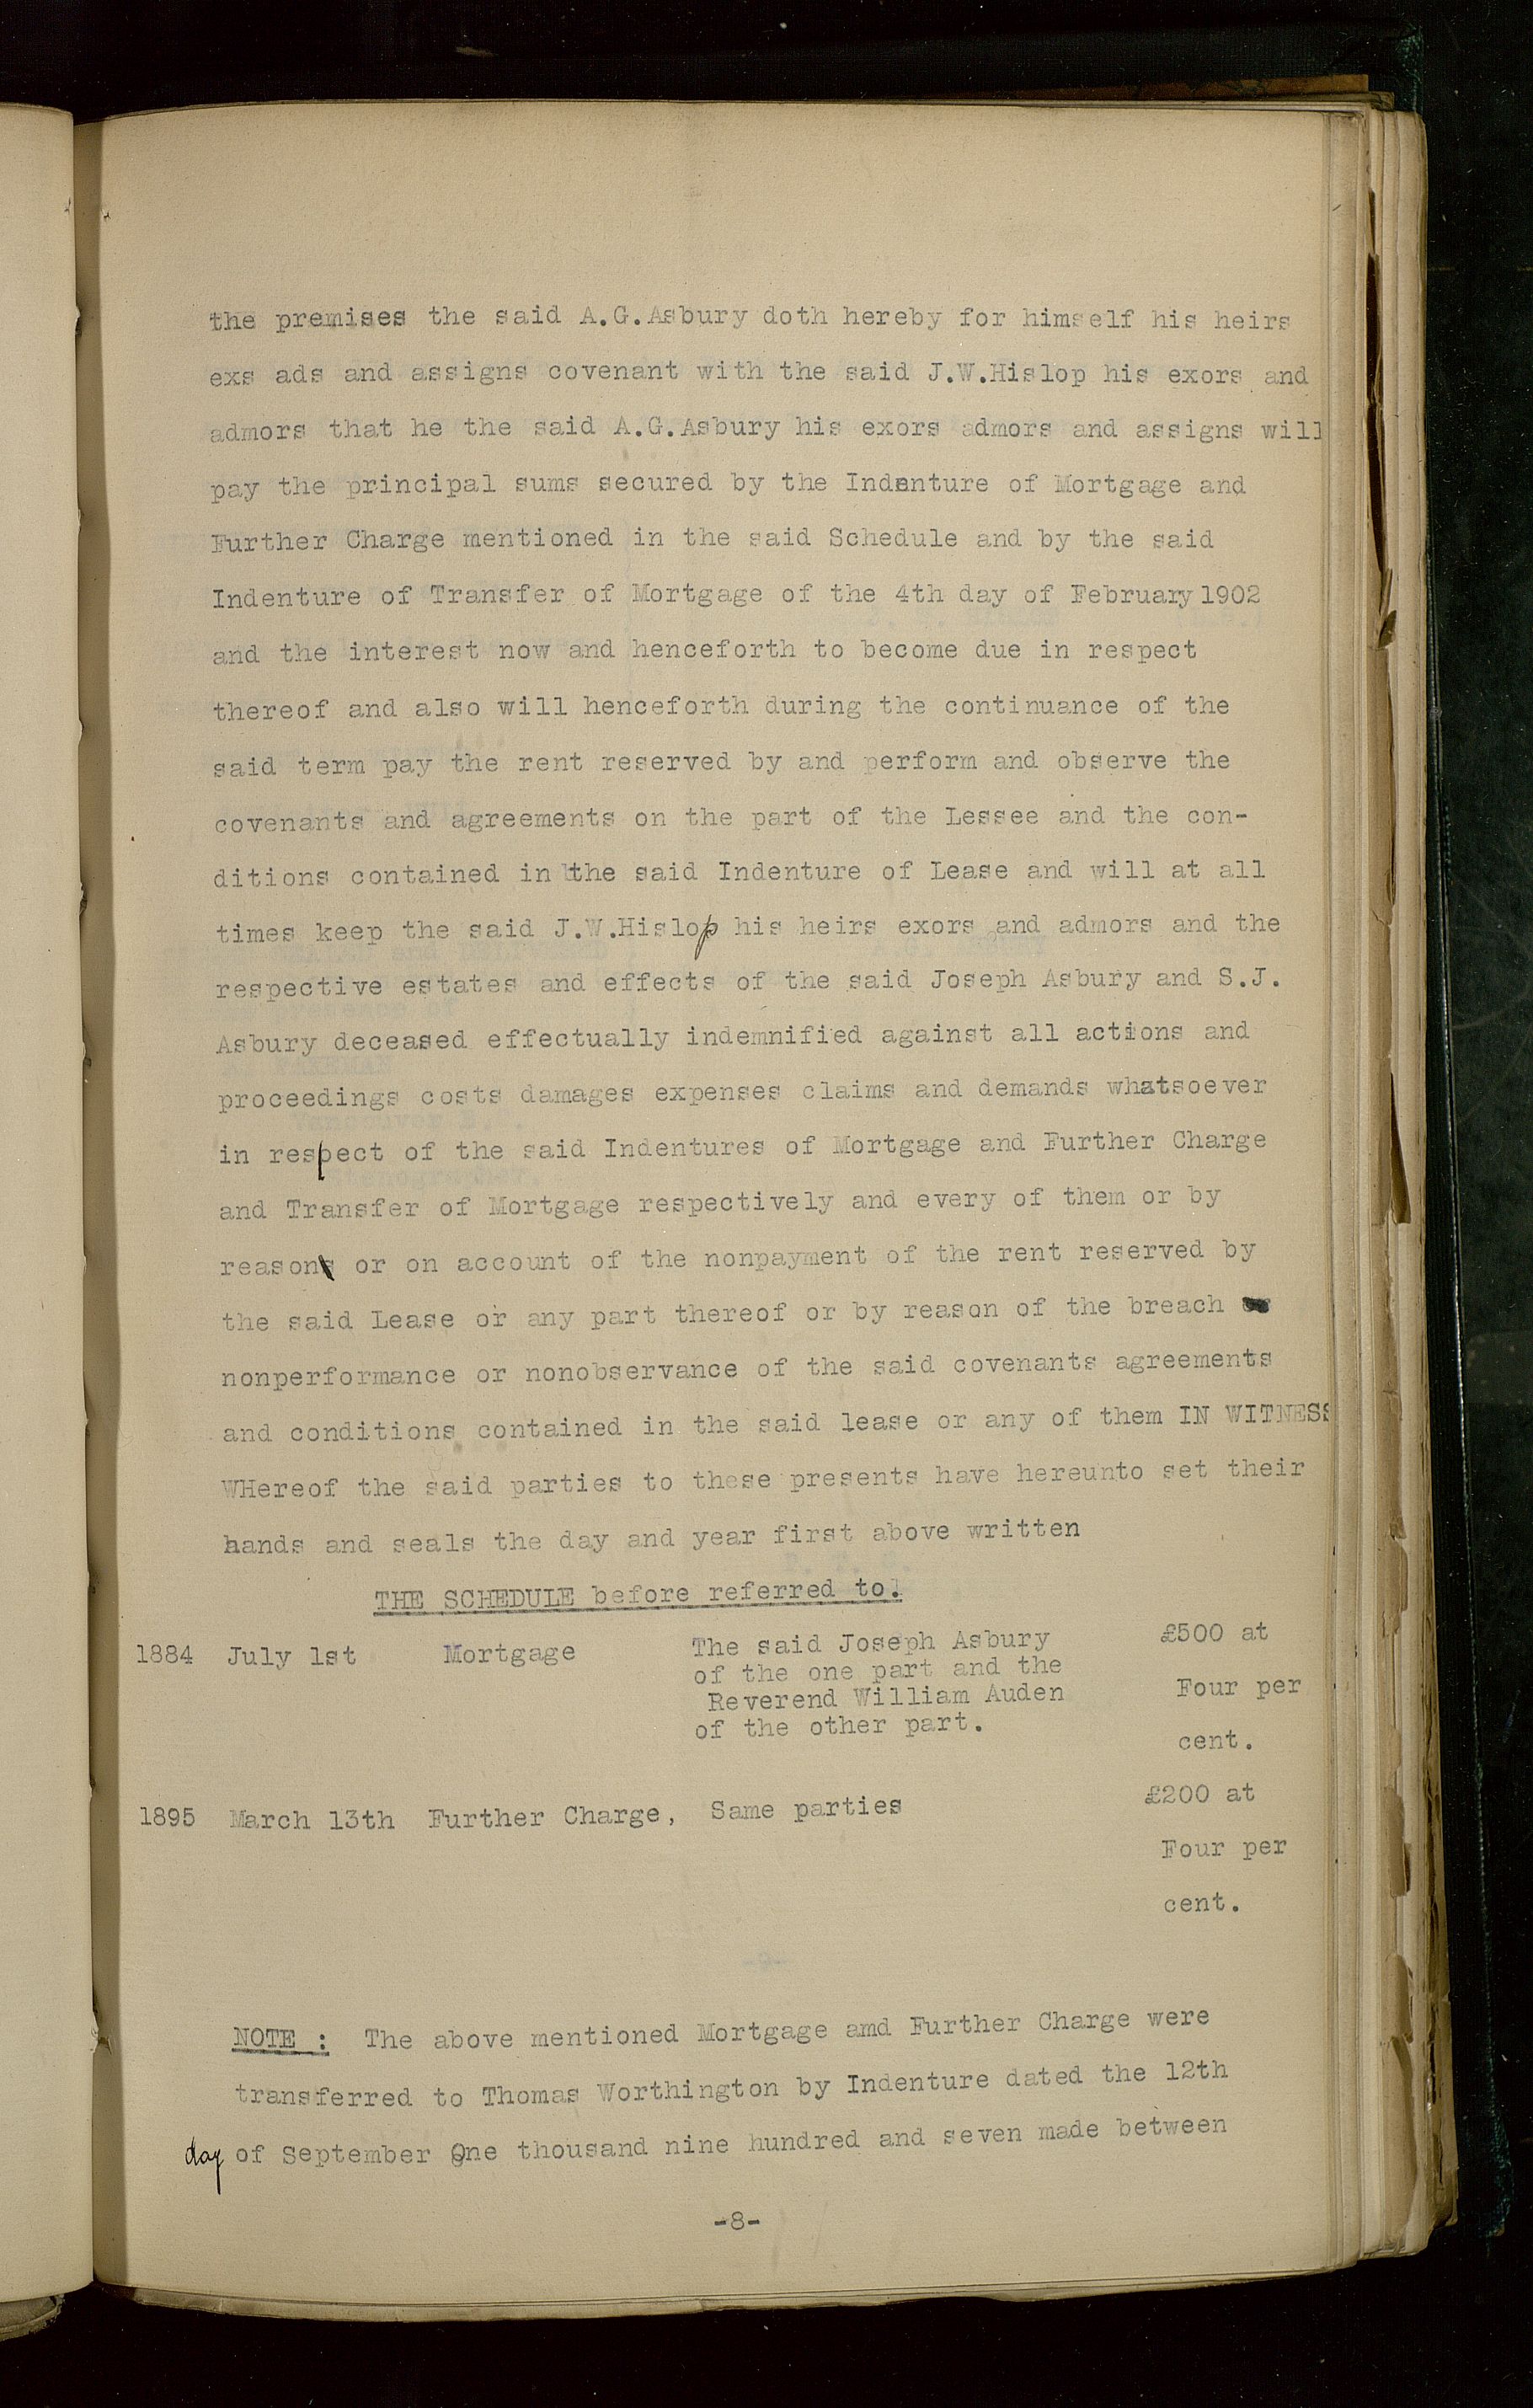 the premises the said A.G.Asbury doth hereby for himself his heirs
exs ads and assigns covenant with the said J.W.Hislop his exors and
admors that he the said A.G.Asbury his exors admors and assigns will
pay the principal sums secured by the Indenture of Mortgage and
Further Charge mentioned in the said Schedule and by the said
Indenture of Transfer of Mortgage of the 4th day of February 1902
and the interest now and henceforth to become due in respect
thereof and also will henceforth during the continuance of the
said term pay the rent reserved by and perform and observe the
covenants and agreements on the part of the Lessee and the con-
ditions contained in the said Indenture of Lease and will at all
times keep the said J.W.Hislop his heirs exors and admors and the
respective estates and effects of the said Joseph Asbury and S.J.
Asbury deceased effectually indemnified against all actions and
proceedings costs damages expenses claims and demands whatsoever
in respect of the said Indentures of Mortgage and Further Charge
and Transfer of Mortgage respectively and every of them or by
reason or on account of the nonpayment of the rent reserved by
the said Lease or any part thereof or by reason of the breach
nonperformance or nonobservance of the said covenants agreements
and conditions contained in the said lease or any of them IN WITNESS
WHereof the said parties to these presents have hereunto set their
hands and seals the day and year first above written
THE SCHEDULE before referred to.
1884 July 1st Mortgage The said Joseph Asbury £500 at
of the one part and the
Reverend William Auden Four per
of the other part.
cent.
1895 March 13th Further Charge, Same parties £200 at
Four per
cent.
NOTE : The above mentioned Mortgage amd Further Charge were
transferred to Thomas Worthington by Indenture dated the 12th
day of September One thousand nine hundred and seven made between
-8-